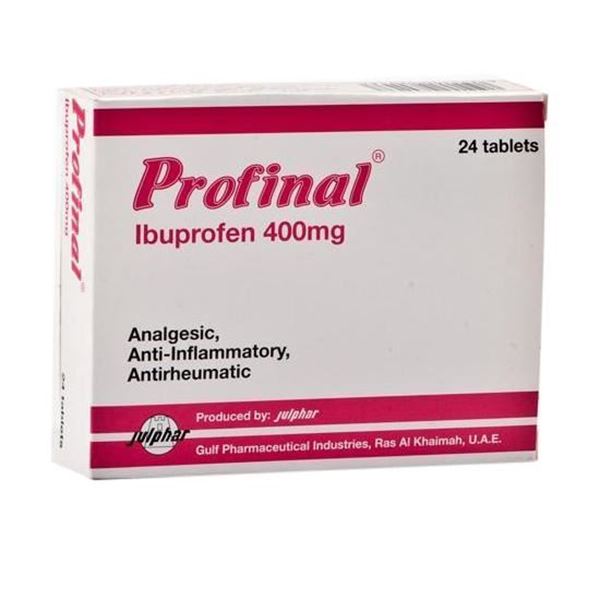 Profinal®
Ibuprofen 400mg
24 tablets
Profinal®
Ibuprofen 400mg
24 tablets
Analgesic,
Anti-Inflammatory,
Antirheumatic
julphar
Produced by: julphar
Gulf Pharmaceutical Industries, Ras Al Khaimah, U.A.E.